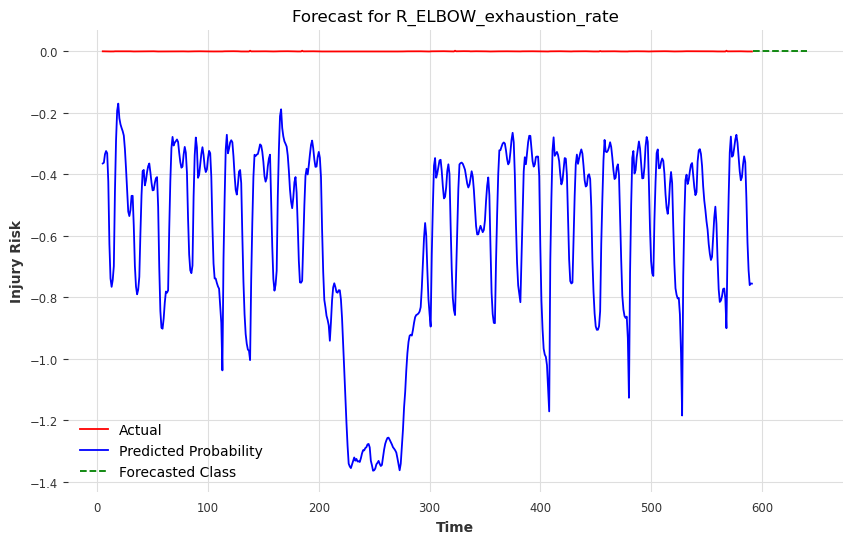 Forecast for R_ELBOW_exhaustion_rate
Injury Risk
0.0
−0.2
−0.4
−0.6
−0.8
−1.0
−1.2
−1.4
Actual
Predicted Probability
Forecasted Class
0 100 200 300 400 500 600
Time